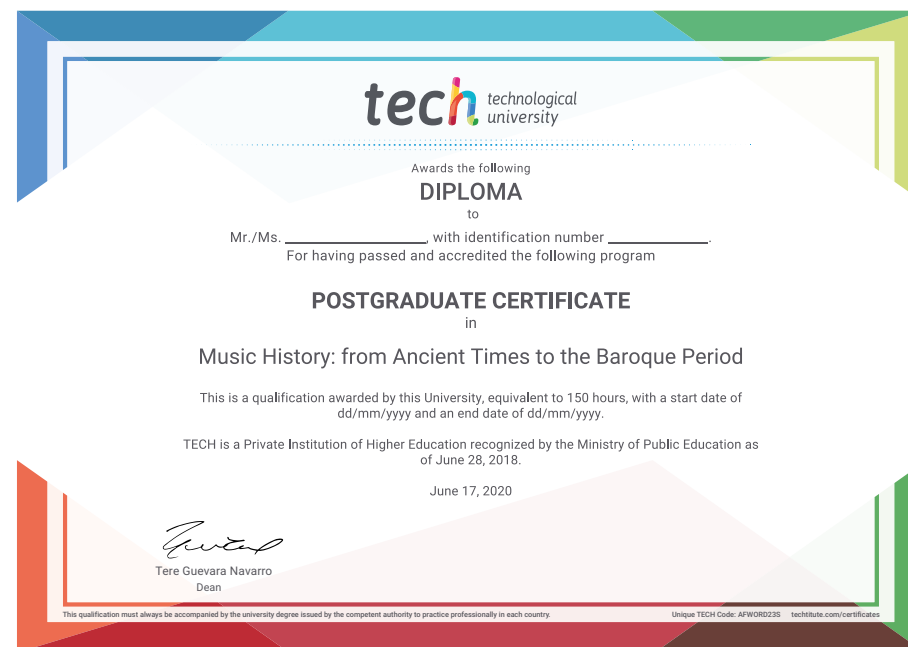 tech technological
university
Awards the following
DIPLOMA
to
Mr./Ms. ____________________, with identification number ______________.
For having passed and accredited the following program
POSTGRADUATE CERTIFICATE
in
Music History: from Ancient Times to the Baroque Period
This is a qualification awarded by this University, equivalent to 150 hours, with a start date of
dd/mm/yyyy and an end date of dd/mm/yyyy.
TECH is a Private Institution of Higher Education recognized by the Ministry of Public Education as
of June 28, 2018.
June 17, 2020
Tere Guevara Navarro
Dean
This qualification must always be accompanied by the university degree issued by the competent authority to practice professionally in each country. Unique TECH Code: AFWORD23S techtitute.com/certificates